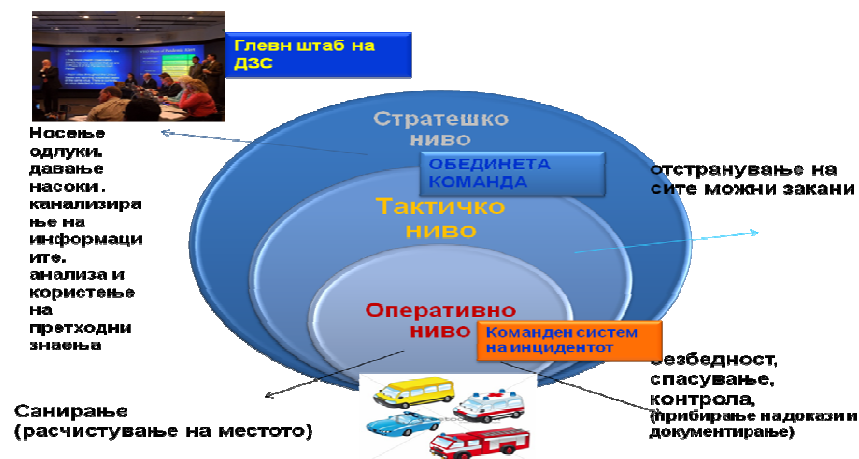 Глевн штаб на
ДЗС
Стратешко
ниво
ОБЕДИНЕТА
КОМАНДА
Тактичко
ниво
Оперативно
ниво
Команден систем
на инцидентот
Носење
одлуки,
давање
насоки,
канализира
ње на
информаци
ите,
анализа и
користење
на
претходни
знаења
отстранување на
сите можни закани
Санирање
(расчистување на местото)
безбедност,
спасување,
контрола,
(прибирање на докази и
документирање)